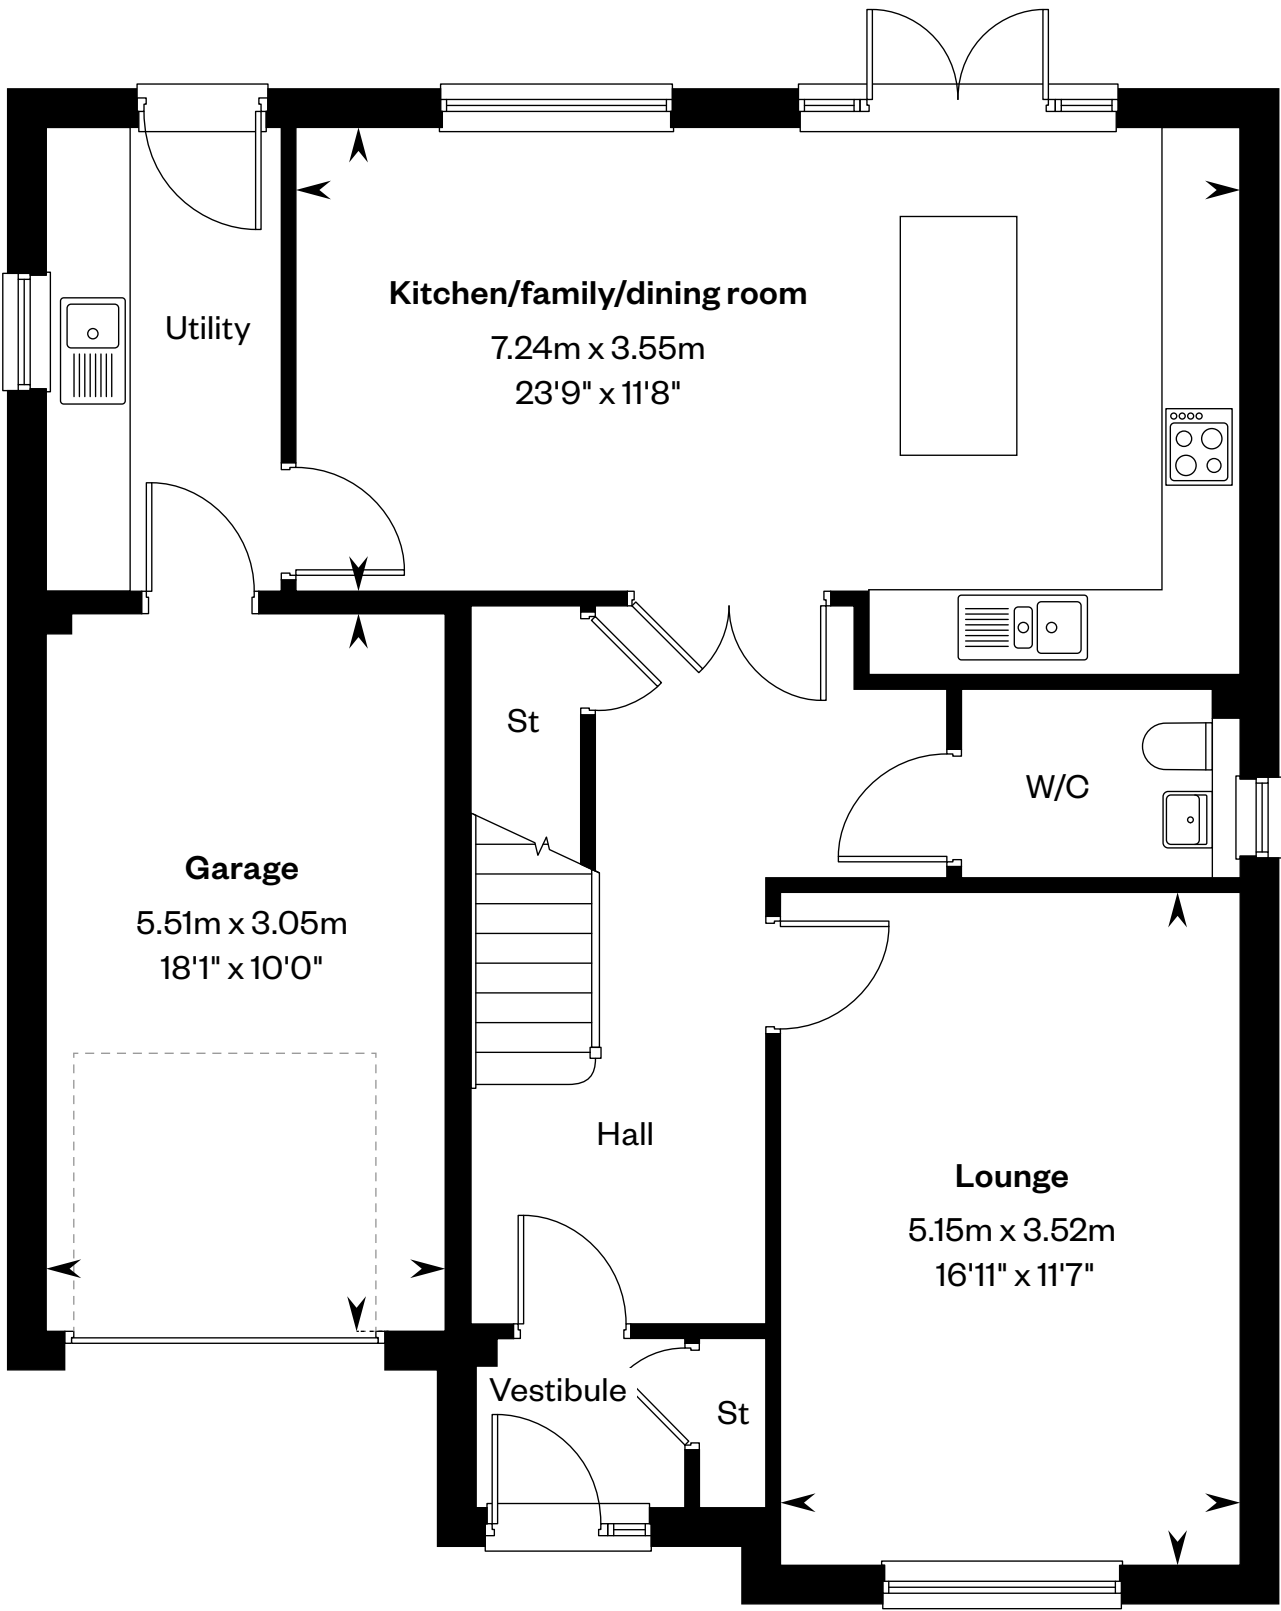 Kitchen/family/dining room
7.24m x 3.55m
23'9" x 11'8"
Utility
St
W/C
Garage
5.51m x 3.05m
18'1" x 10'0"
Hall
Lounge
5.15m x 3.52m
16'11" x 11'7"
Vestibule
St